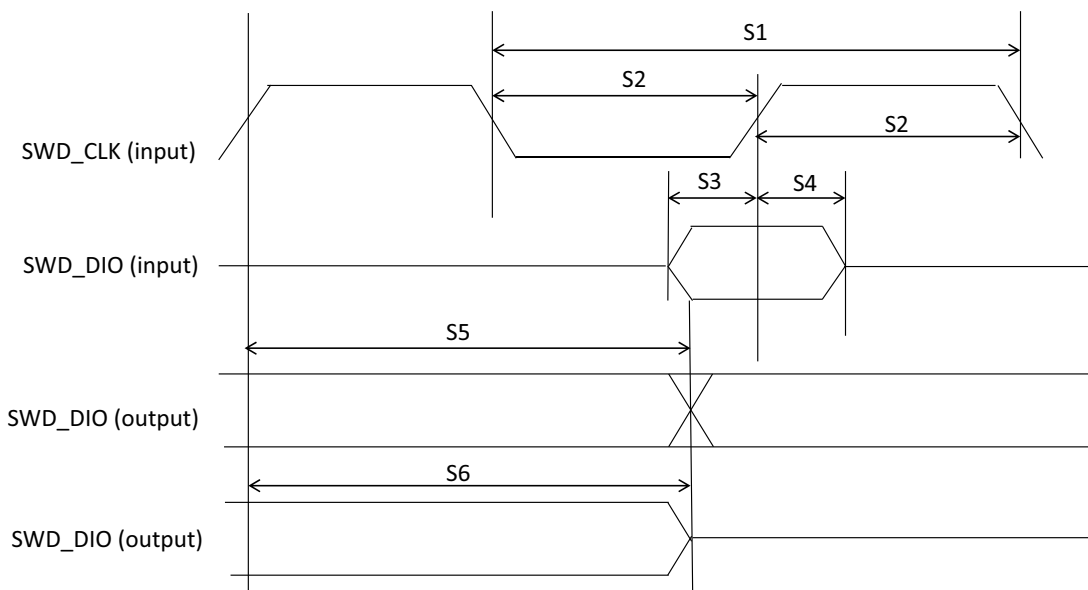 S1
S2
SWD_CLK (input)
S2
S3
S4
SWD_DIO (input)
S5
SWD_DIO (output)
S6
SWD_DIO (output)